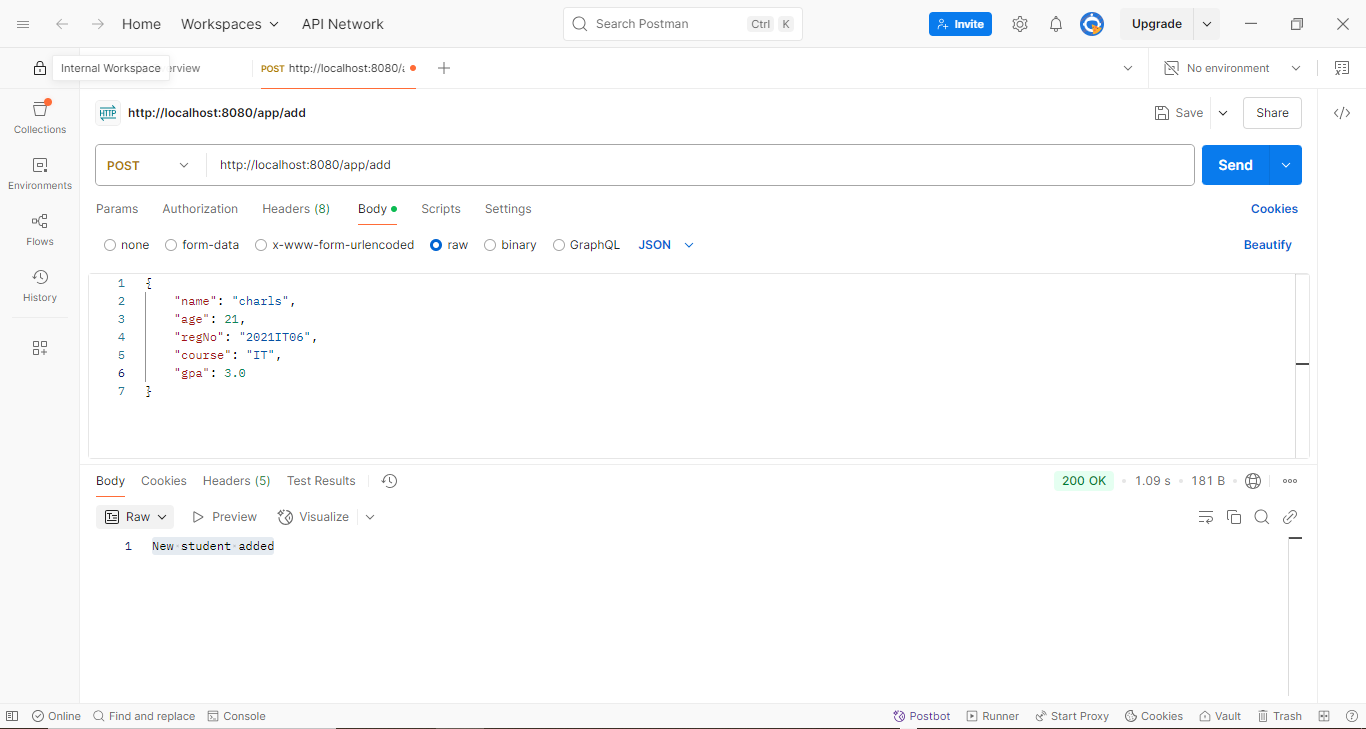 Home Workspaces API Network Search Postman Ctrl K Invite Upgrade
Internal Workspace erview POST http://localhost:8080/a No environment
HTTP http://localhost:8080/app/add Save Share
Collections
POST http://localhost:8080/app/add Send
Environments
Params Authorization Headers (8) Body Scripts Settings Cookies
Flows
none form-data x-www-form-urlencoded raw binary GraphQL JSON Beautify
History
1 {
2 "name": "charls",
3 "age": 21,
4 "regNo": "2021IT06",
5 "course": "IT",
6 "gpa": 3.0
7 }
Body Cookies Headers (5) Test Results 200 OK 1.09 s 181 B
Raw Preview Visualize
1 New student added
Online Find and replace Console Postbot Runner Start Proxy Cookies Vault Trash